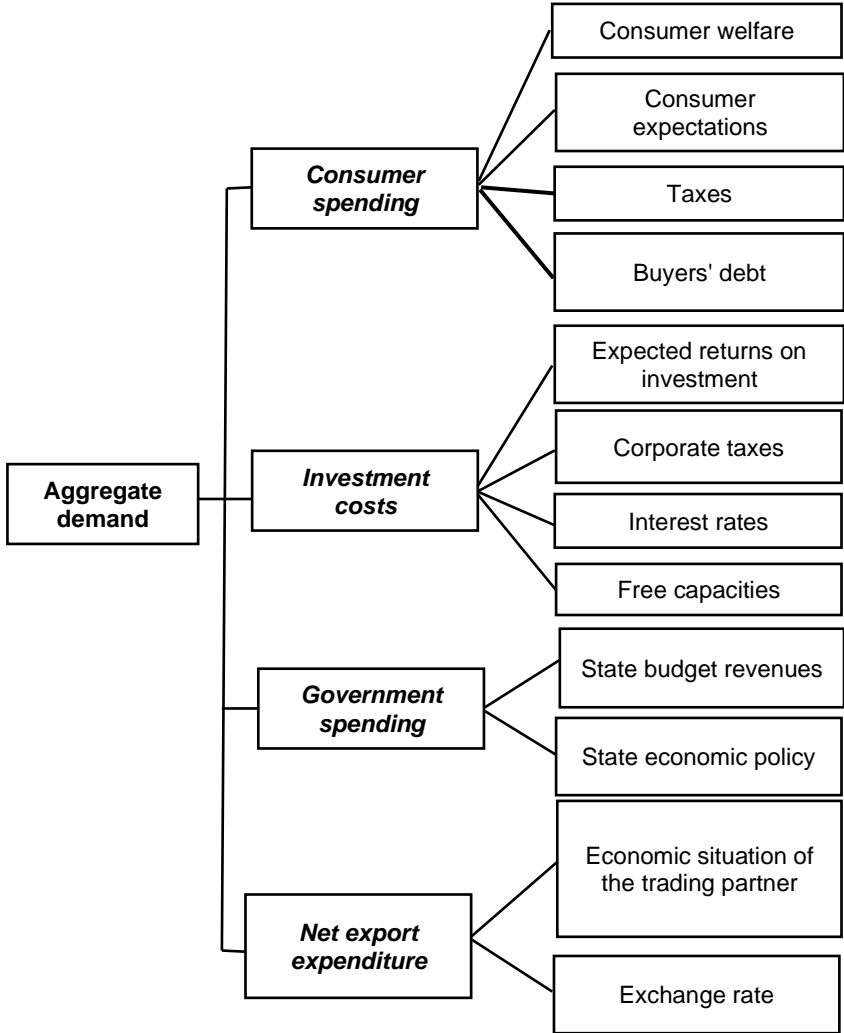 Aggregate
demand
Consumer
spending
Consumer welfare
Consumer
expectations
Taxes
Buyers' debt
Investment
costs
Expected returns on
investment
Corporate taxes
Interest rates
Free capacities
Government
spending
State budget revenues
State economic policy
Net export
expenditure
Economic situation of
the trading partner
Exchange rate